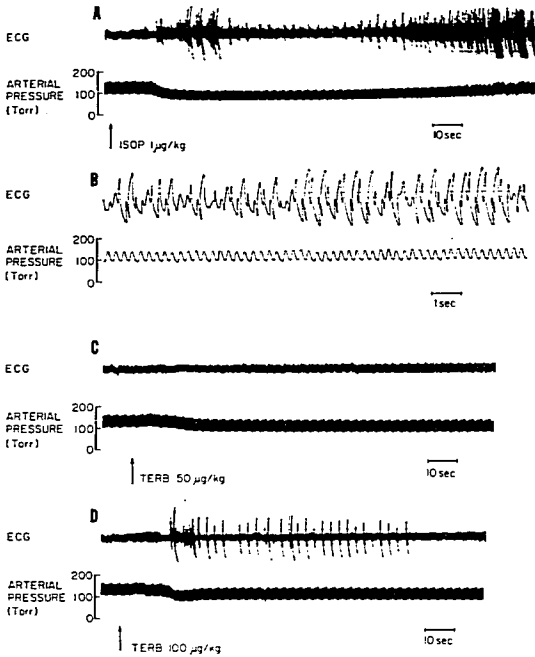 A
ECG
ARTERIAL
PRESSURE
(Torr)
200
100
0
10 sec
ISOP 1 µg/kg
B
ECG
ARTERIAL
PRESSURE
(Torr)
200
100
0
1 sec
C
ECG
ARTERIAL
PRESSURE
(Torr)
200
100
0
10 sec
TERB 50 µg/kg
D
ECG
ARTERIAL
PRESSURE
(Torr)
200
100
0
10 sec
TERB 100 µg/kg